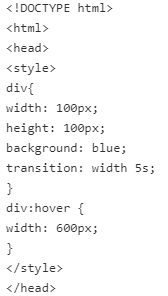 <!DOCTYPE html>
<html>
<head>
<style>
div{
width: 100px;
height: 100px;
background: blue;
transition: width 5s;
}
div:hover {
width: 600px;
}
</style>
</head>